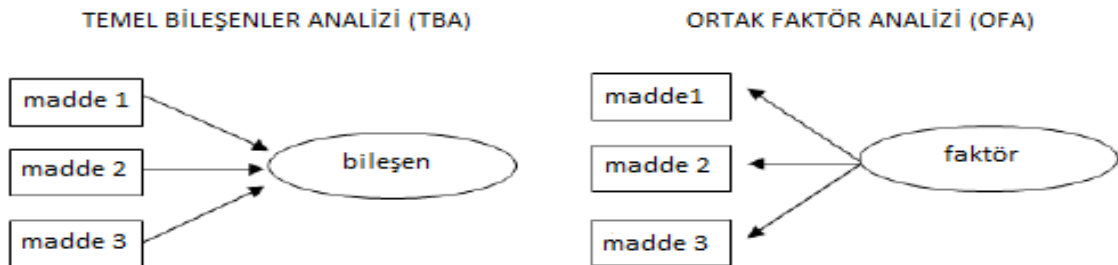 TEMEL BİLEŞENLER ANALİZİ (TBA)
madde 1
madde 2
madde 3
bileşen
ORTAK FAKTÖR ANALİZİ (OFA)
madde1
madde 2
madde 3
faktör